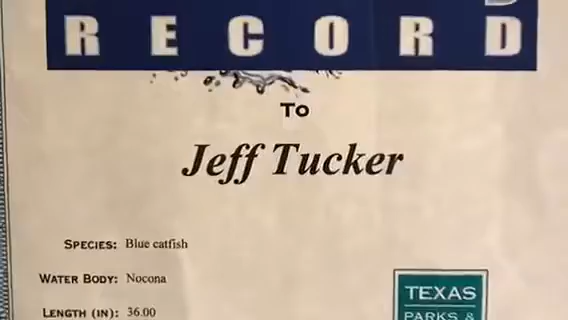 RECORD
TO
Jeff Tucker
SPECIES: Blue catfish
WATER BODY: Nocona
LENGTH (IN): 36.00
TEXAS
PARKS &